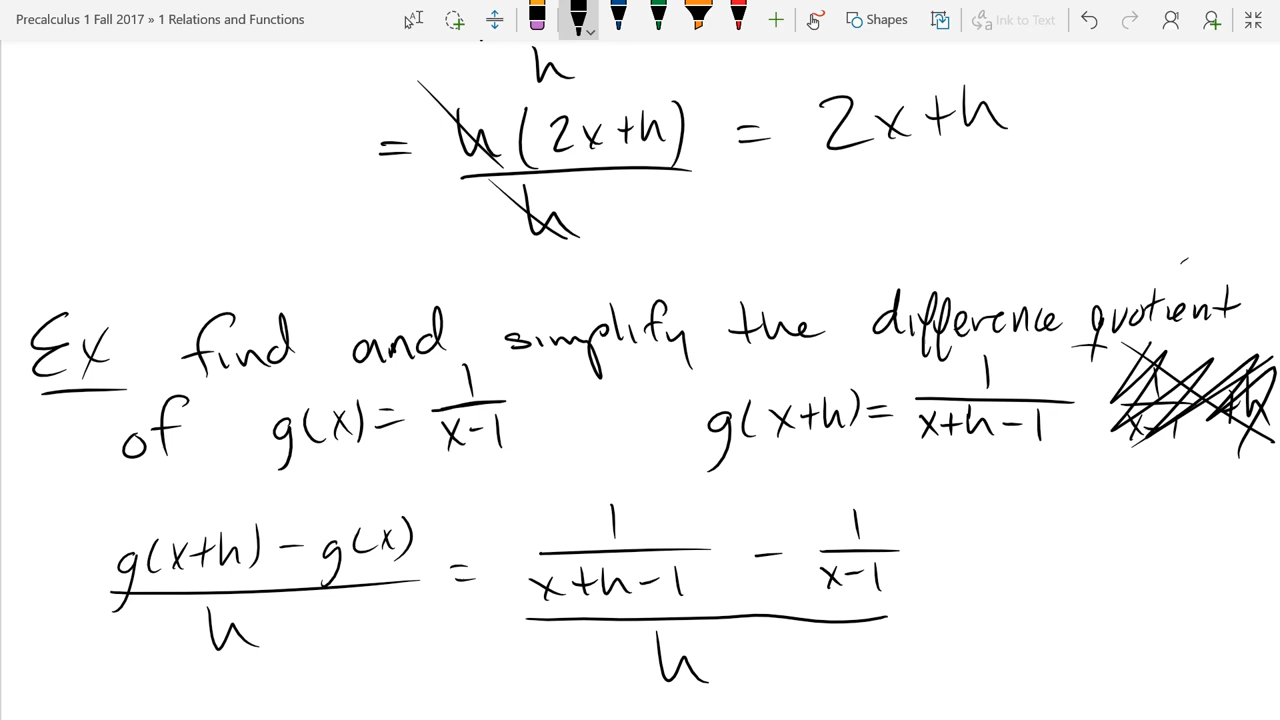 Precalculus 1 Fall 2017 » 1 Relations and Functions Shapes Ink to Text
h
= h(2x+h)/h = 2x+h
Ex find and simplify the difference quotient
of g(x)= 1/(x-1) g(x+h)= 1/(x+h-1)
(g(x+h)-g(x))/h = (1/(x+h-1) - 1/(x-1))/h